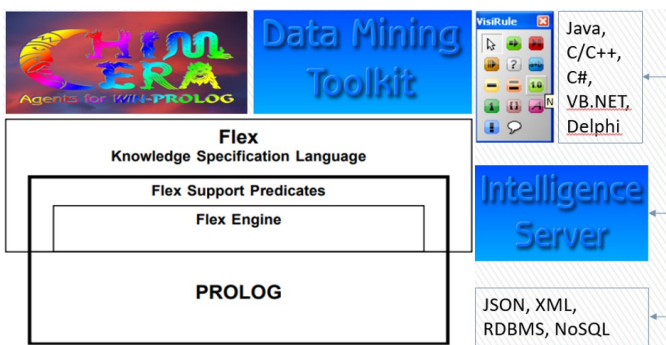 CHIMERA
Agents for WIN-PROLOG
Data Mining
Toolkit
VisiRule
Java,
C/C++,
C#,
VB.NET,
Delphi
Flex
Knowledge Specification Language
Flex Support Predicates
Flex Engine
PROLOG
Intelligence
Server
JSON, XML,
RDBMS, NoSQL